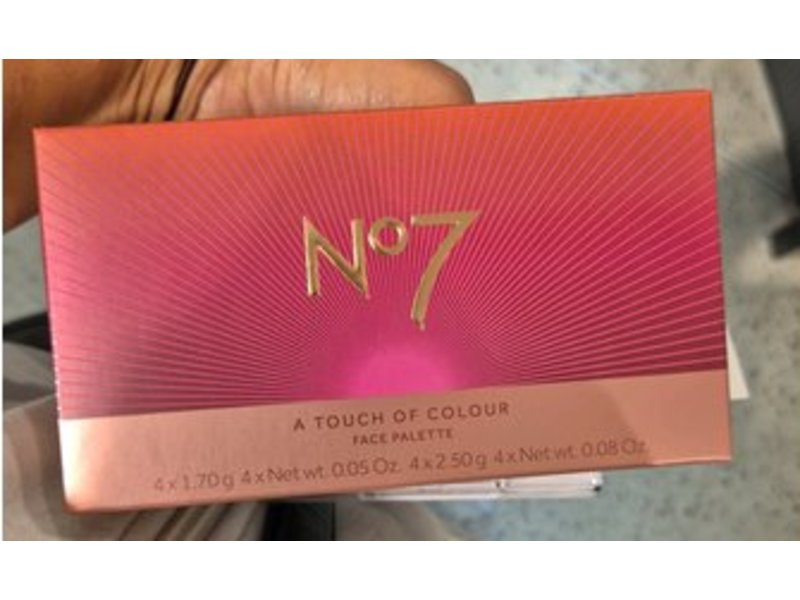 No7
A TOUCH OF COLOUR
FACE PALETTE
4 x 1.70 g 4 x Net wt. 0.05 Oz. 4 x 2.50 g 4 x Net wt. 0.08 Oz.